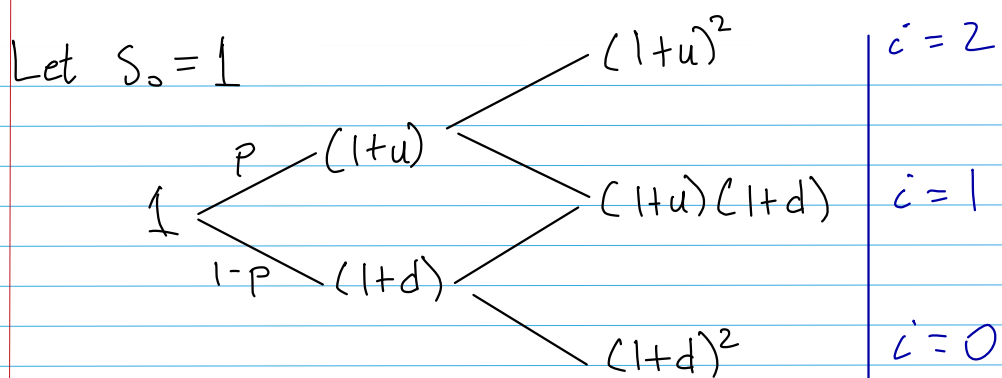 Let S₀ = 1
(1+u)²
i = 2
p
(1+u)
1
(1+u)(1+d)
i = 1
1-p
(1+d)
(1+d)²
i = 0